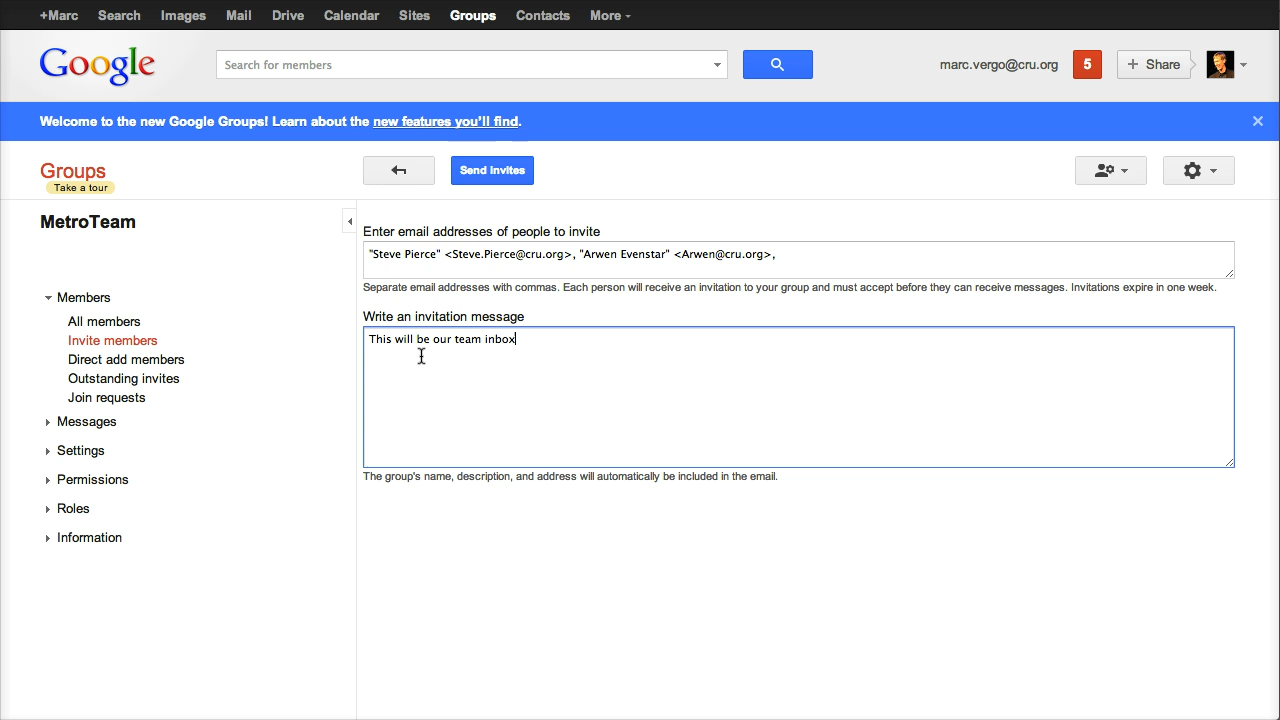 +Marc Search Images Mail Drive Calendar Sites Groups Contacts More
Google
Search for members
marc.vergo@cru.org
5
+ Share
Welcome to the new Google Groups! Learn about the new features you'll find.
Groups
Take a tour
Send Invites
MetroTeam
Members
All members
Invite members
Direct add members
Outstanding invites
Join requests
Messages
Settings
Permissions
Roles
Information
Enter email addresses of people to invite
"Steve Pierce" <Steve.Pierce@cru.org>, "Arwen Evenstar" <Arwen@cru.org>,
Separate email addresses with commas. Each person will receive an invitation to your group and must accept before they can receive messages. Invitations expire in one week.
Write an invitation message
This will be our team inbox
The group's name, description, and address will automatically be included in the email.